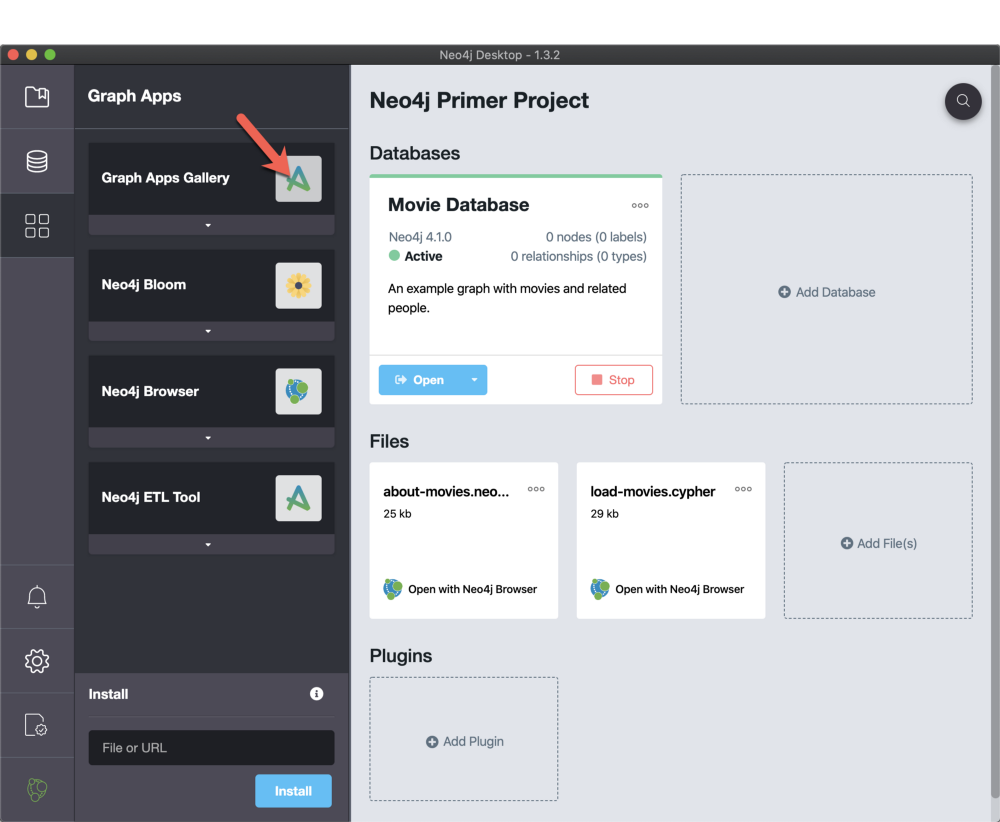 Neo4j Desktop - 1.3.2
Graph Apps
Graph Apps Gallery
Neo4j Bloom
Neo4j Browser
Neo4j ETL Tool
Install
File or URL
Install
Neo4j Primer Project
Databases
Movie Database
Neo4j 4.1.0
0 nodes (0 labels)
Active
0 relationships (0 types)
An example graph with movies and related
people.
Open
Stop
Add Database
Files
about-movies.neo...
25 kb
Open with Neo4j Browser
load-movies.cypher
29 kb
Open with Neo4j Browser
Add File(s)
Plugins
Add Plugin